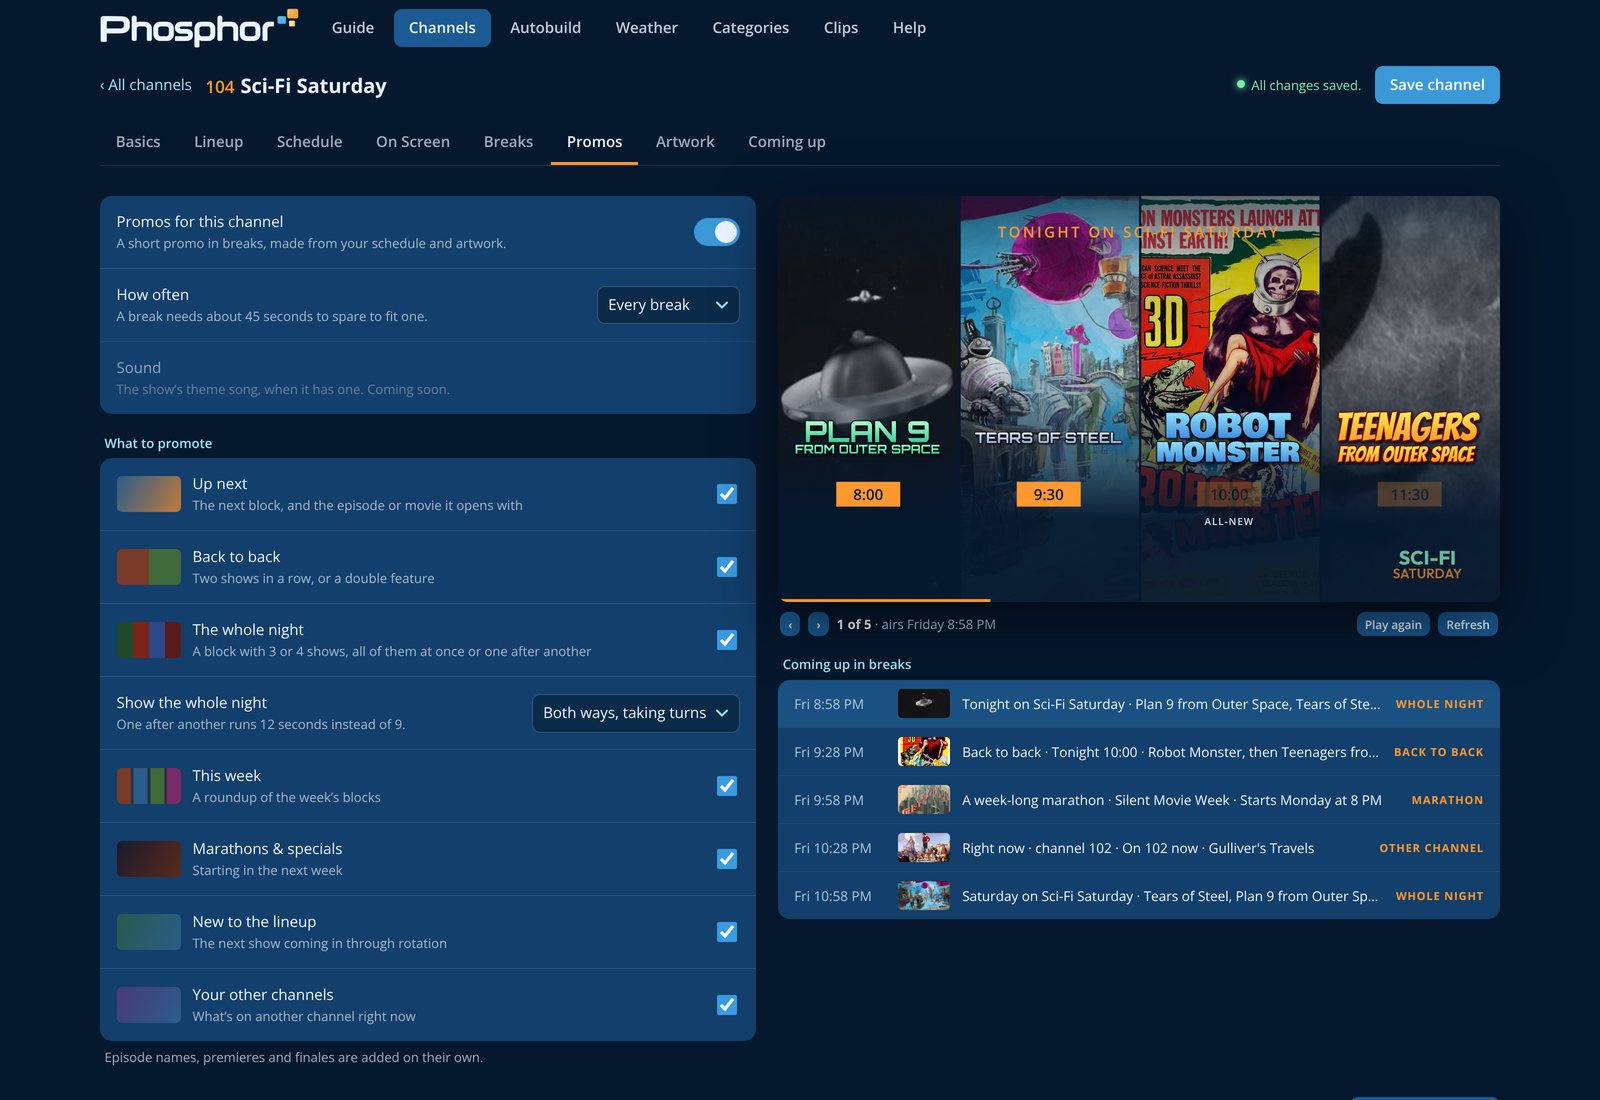 Phosphor
Guide
Channels
Autobuild
Weather
Categories
Clips
Help
‹ All channels
104 Sci-Fi Saturday
All changes saved.
Save channel
Basics
Lineup
Schedule
On Screen
Breaks
Promos
Artwork
Coming up
Promos for this channel
A short promo in breaks, made from your schedule and artwork.
How often
A break needs about 45 seconds to spare to fit one.
Every break
Sound
The show's theme song, when it has one. Coming soon.
What to promote
Up next
The next block, and the episode or movie it opens with
Back to back
Two shows in a row, or a double feature
The whole night
A block with 3 or 4 shows, all of them at once or one after another
Show the whole night
One after another runs 12 seconds instead of 9.
Both ways, taking turns
This week
A roundup of the week's blocks
Marathons & specials
Starting in the next week
New to the lineup
The next show coming in through rotation
Your other channels
What's on another channel right now
Episode names, premieres and finales are added on their own.
ON MONSTERS LAUNCH ATT
INST EARTH!
TONIGHT ON SCI-FI SATURDAY
CAN SCIENCE MEET THE
OF ASTRAL ASSASSINS?
SCIENCE-FICTION THRILLS!
3D
PLAN 9
FROM OUTER SPACE
TEARS OF STEEL
ROBOT
MONSTER
TEENAGERS
FROM OUTER SPACE
8:00
9:30
10:00
11:30
ALL-NEW
SCI-FI
SATURDAY
‹
›
1 of 5 · airs Friday 8:58 PM
Play again
Refresh
Coming up in breaks
Fri 8:58 PM
Tonight on Sci-Fi Saturday · Plan 9 from Outer Space, Tears of Ste...
WHOLE NIGHT
Fri 9:28 PM
Back to back · Tonight 10:00 · Robot Monster, then Teenagers fro...
BACK TO BACK
Fri 9:58 PM
A week-long marathon · Silent Movie Week · Starts Monday at 8 PM
MARATHON
Fri 10:28 PM
Right now · channel 102 · On 102 now · Gulliver's Travels
OTHER CHANNEL
Fri 10:58 PM
Saturday on Sci-Fi Saturday · Tears of Steel, Plan 9 from Outer Sp...
WHOLE NIGHT